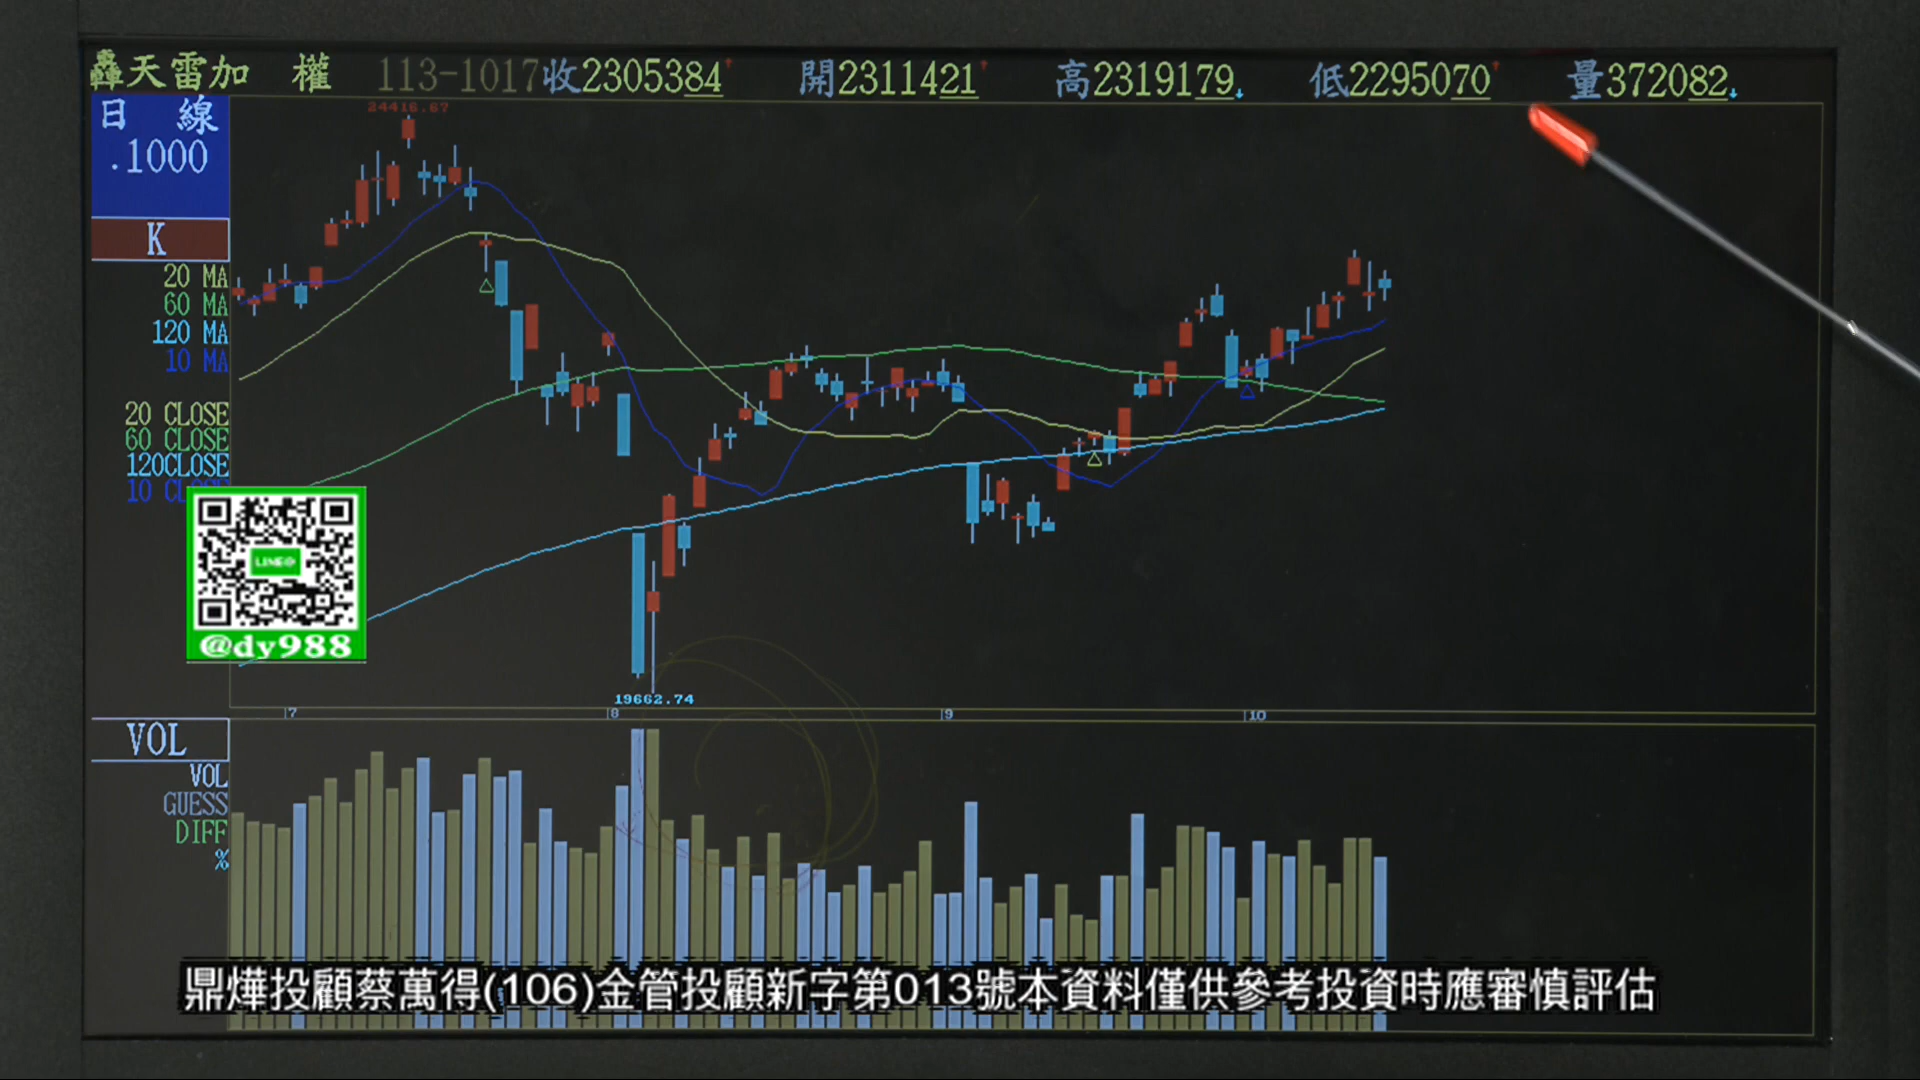 轟天雷加 權 113-1017 收2305384 開2311421 高2319179 低2295070 量372082
日 線
.1000
24416.67
K
20 MA
60 MA
120 MA
10 MA
20 CLOSE
60 CLOSE
120CLOSE
10 CL
LINE@
@dy988
19662.74
7 8 9 10
VOL
VOL
GUESS
DIFF
%
鼎燁投顧蔡萬得(106)金管投顧新字第013號本資料僅供參考投資時應審慎評估